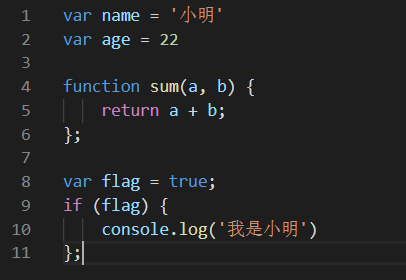 1 var name = '小明'
2 var age = 22
3
4 function sum(a, b) {
5     return a + b;
6 };
7
8 var flag = true;
9 if (flag) {
10     console.log('我是小明')
11 };